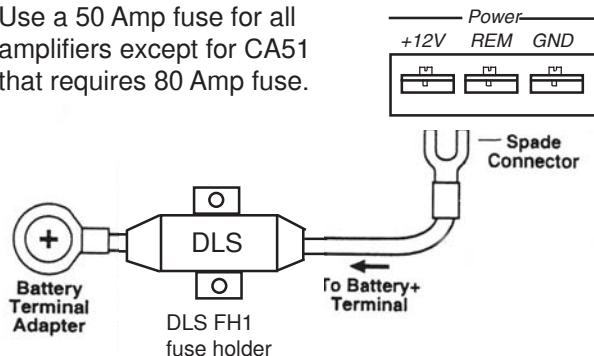 Use a 50 Amp fuse for all
amplifiers except for CA51
that requires 80 Amp fuse.
Power
+12V REM GND
Spade
Connector
+
DLS
Battery
Terminal
Adapter
To Battery+
Terminal
DLS FH1
fuse holder